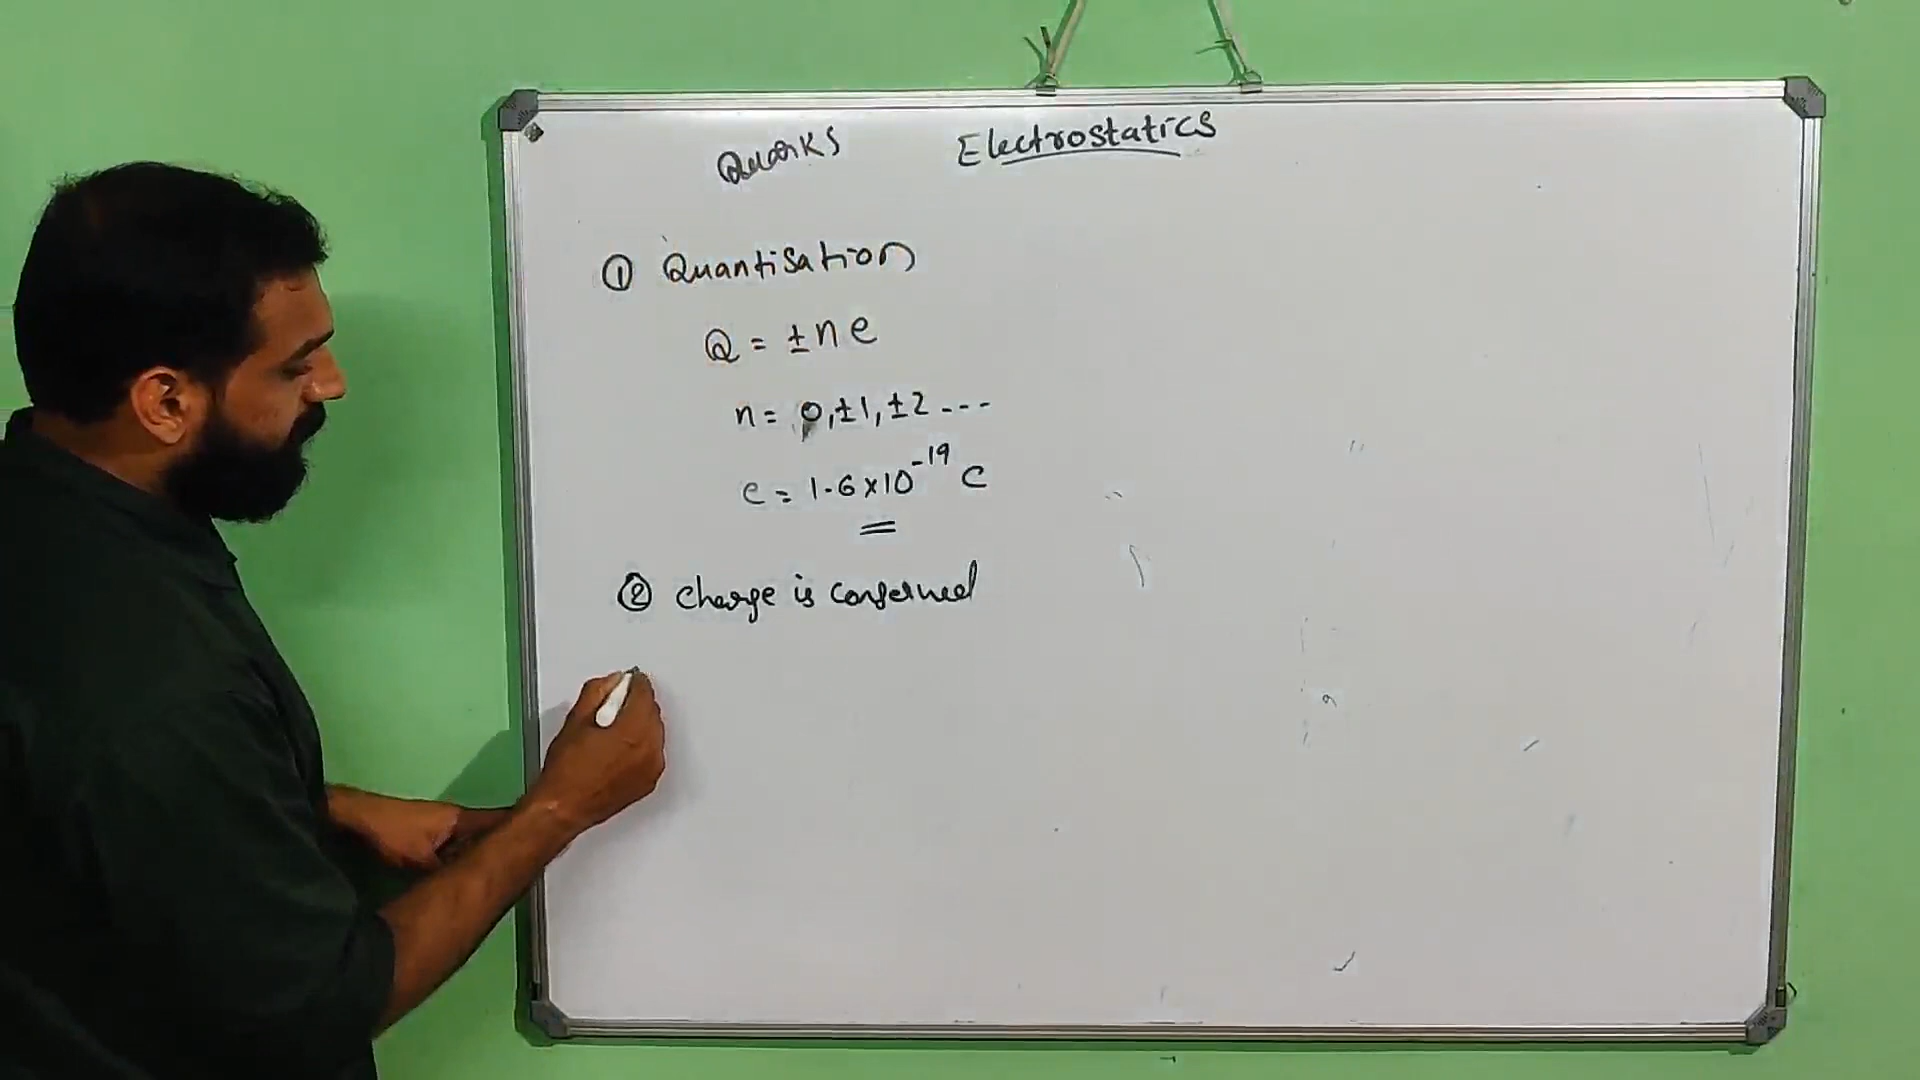 Quarks Electrostatics
① Quantisation
Q = ±ne
n = 0, ±1, ±2 ---
e = 1.6×10⁻¹⁹ C
② Charge is conserved